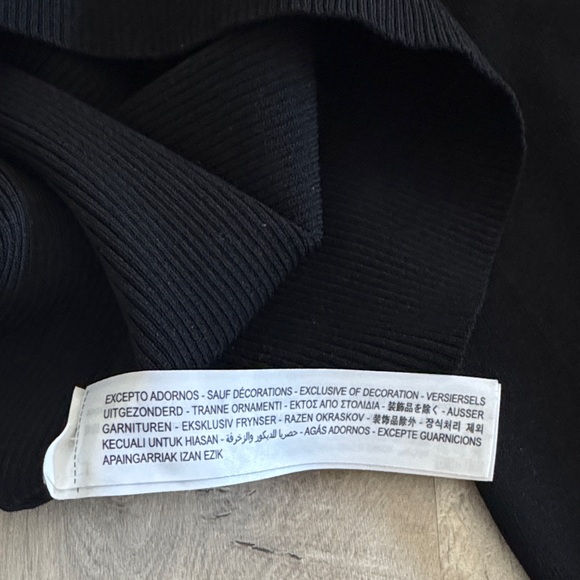 EXCEPTO ADORNOS - SAUF DÉCORATIONS - EXCLUSIVE OF DECORATION - VERSIERSELS
UITGEZONDERD - TRANNE ORNAMENTI - ΕΚΤΟΣ ΑΠΟ ΣΤΟΛΙΔΙΑ - 装飾品を除く - AUSSER
GARNITUREN - EKSKLUSIV FRYNSER - RAZEN OKRASKOV - 装饰品除外 - 장식처리 제외
KECUALI UNTUK HIASAN - حصريا للديكور والزخرفة - AGÁS ADORNOS - EXCEPTE GUARNICIONS
APAINGARRIAK IZAN EZIK